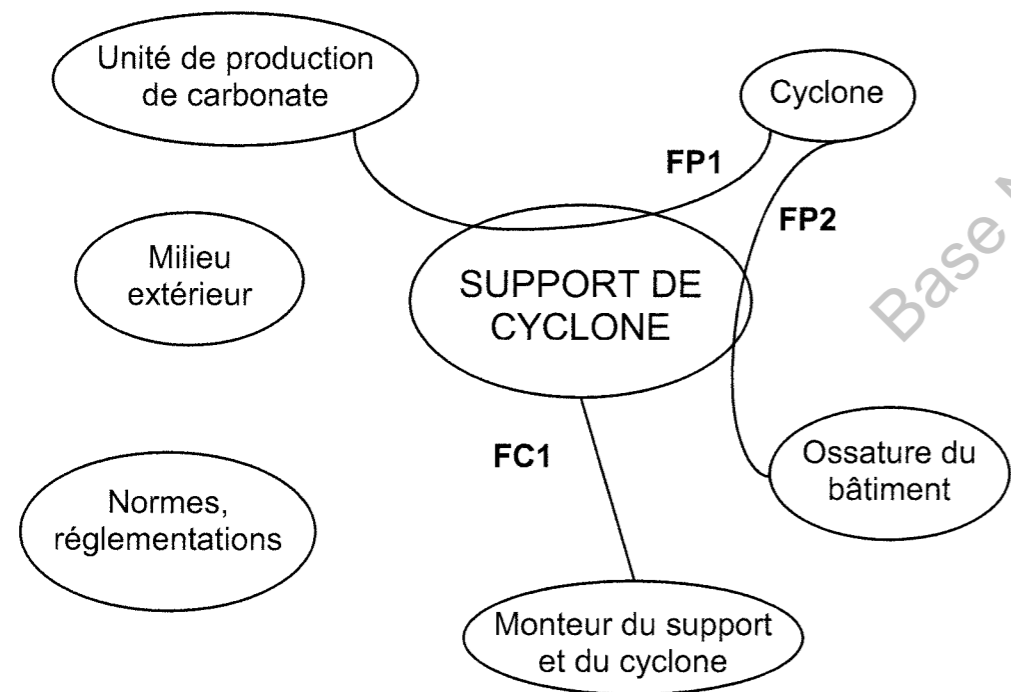 Unité de production
de carbonate
Cyclone
FP1
FP2
Milieu
extérieur
SUPPORT DE
CYCLONE
Base
FC1
Ossature du
bâtiment
Normes,
réglementations
Monteur du support
et du cyclone